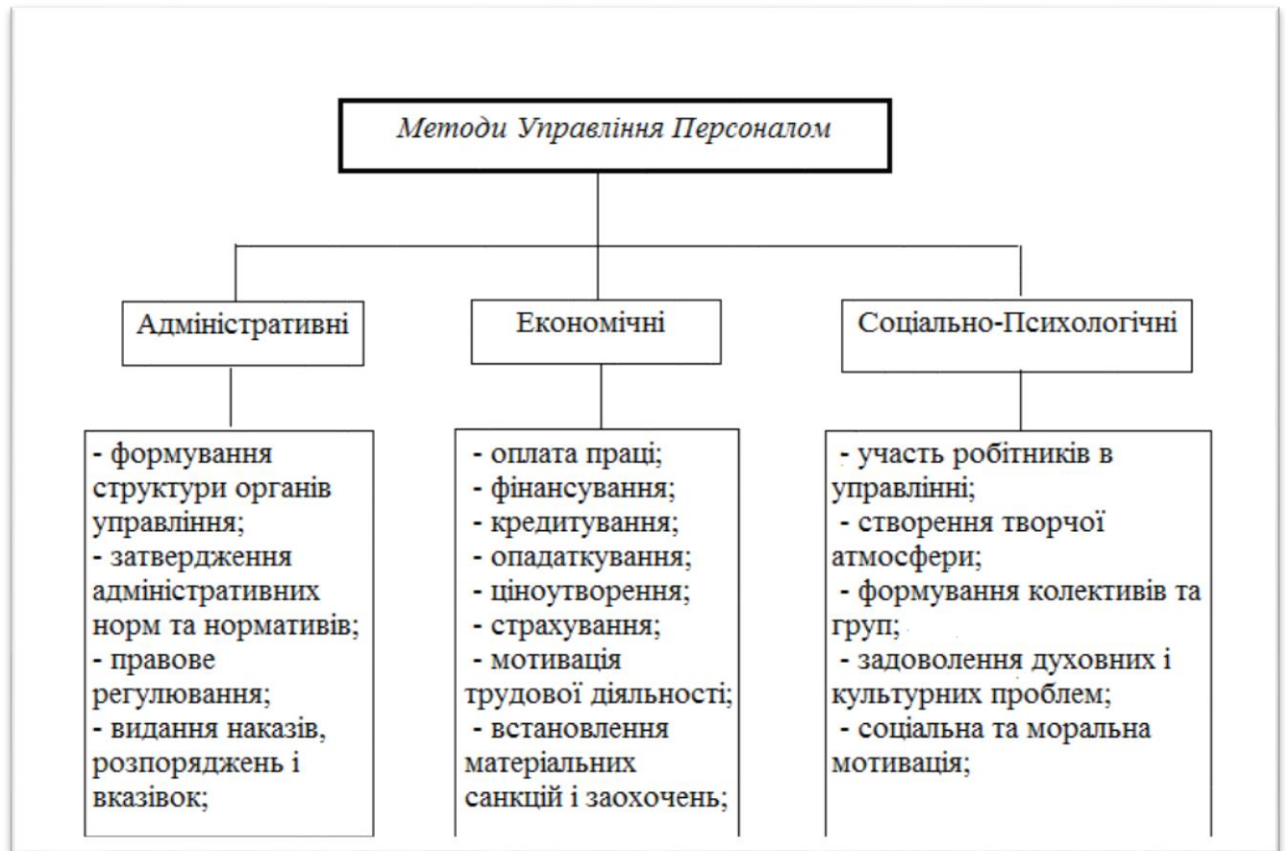 Методи Управління Персоналом
Адміністративні
Економічні
Соціально-Психологічні
- формування
структури органів
управління;
- затвердження
адміністративних
норм та нормативів;
- правове
регулювання;
- видання наказів,
розпоряджень і
вказівок;
- оплата праці;
- фінансування;
- кредитування;
- опадаткування;
- ціноутворення;
- страхування;
- мотивація
трудової діяльності;
- встановлення
матеріальних
санкцій і заохочень;
- участь робітників в
управлінні;
- створення творчої
атмосфери;
- формування колективів та
груп;
- задоволення духовних і
культурних проблем;
- соціальна та моральна
мотивація;